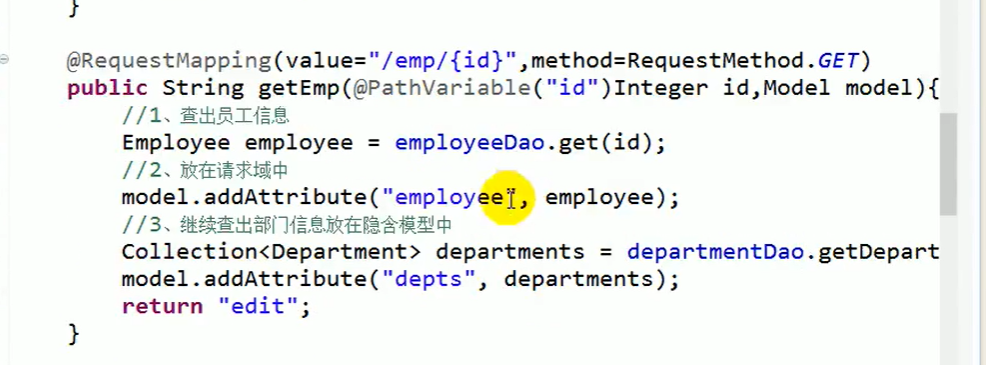 }
@RequestMapping(value="/emp/{id}",method=RequestMethod.GET)
public String getEmp(@PathVariable("id")Integer id,Model model){
//1、查出员工信息
Employee employee = employeeDao.get(id);
//2、放在请求域中
model.addAttribute("employee", employee);
//3、继续查出部门信息放在隐含模型中
Collection<Department> departments = departmentDao.getDepart
model.addAttribute("depts", departments);
return "edit";
}